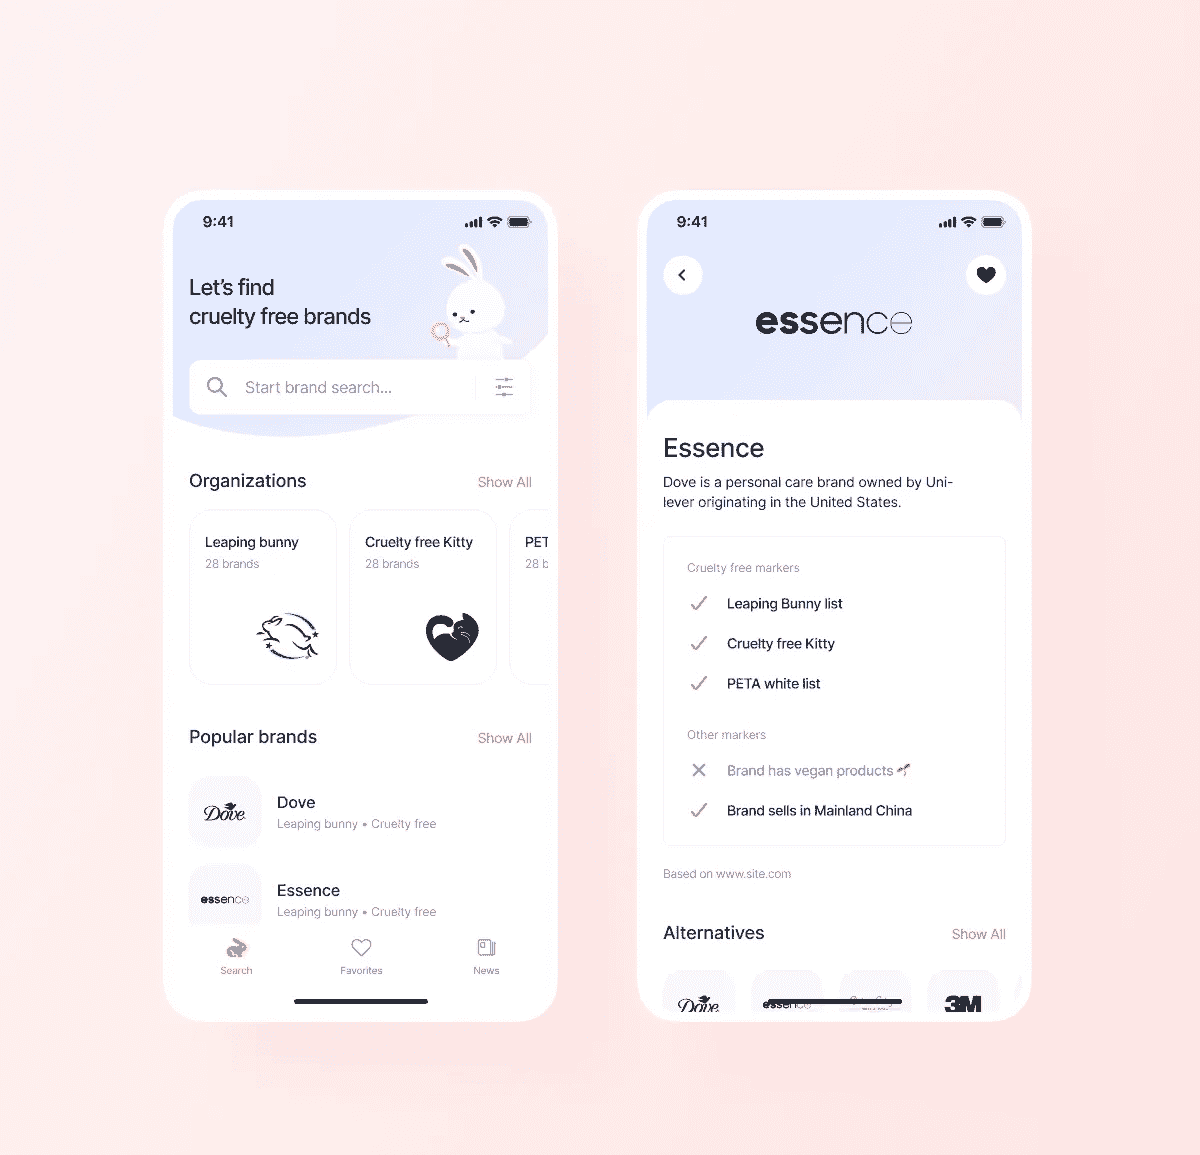 9:41
Let's find
cruelty free brands
Start brand search...
Organizations
Show All
Leaping bunny
28 brands
Cruelty free Kitty
28 brands
PET
28 b
Popular brands
Show All
Dove
Dove
Leaping bunny • Cruelty free
essence
Essence
Leaping bunny • Cruelty free
Search
Favorites
News
9:41
essence
Essence
Dove is a personal care brand owned by Uni-
lever originating in the United States.
Cruelty free markers
Leaping Bunny list
Cruelty free Kitty
PETA white list
Other markers
Brand has vegan products
Brand sells in Mainland China
Based on www.site.com
Alternatives
Show All
Dove
essence
3M